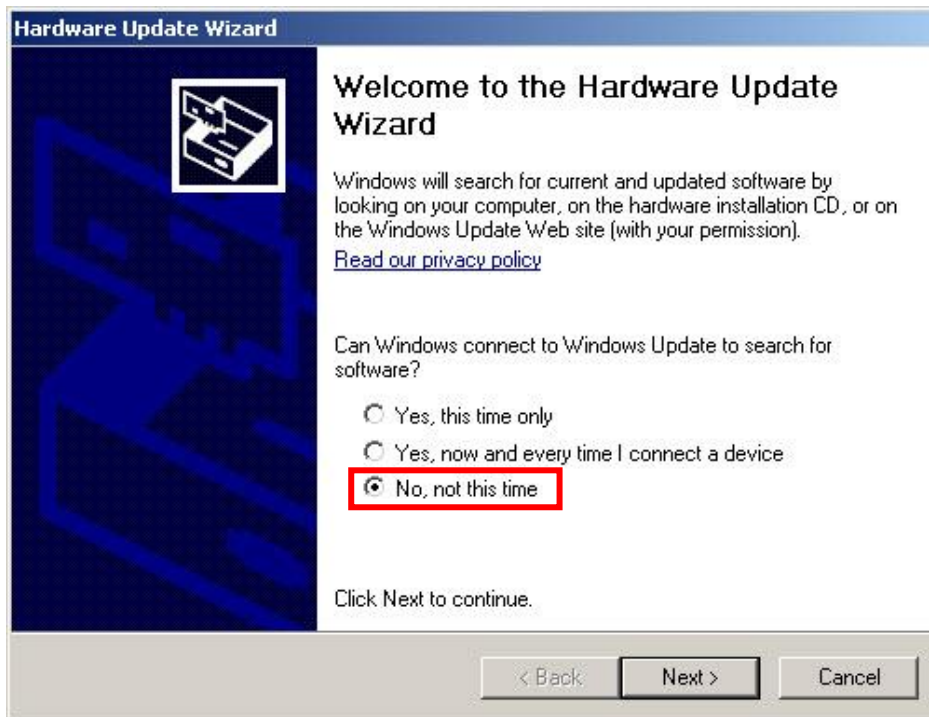 Hardware Update Wizard
Welcome to the Hardware Update
Wizard
Windows will search for current and updated software by
looking on your computer, on the hardware installation CD, or on
the Windows Update Web site (with your permission).
Read our privacy policy
Can Windows connect to Windows Update to search for
software?
Yes, this time only
Yes, now and every time I connect a device
No, not this time
Click Next to continue.
< Back Next > Cancel